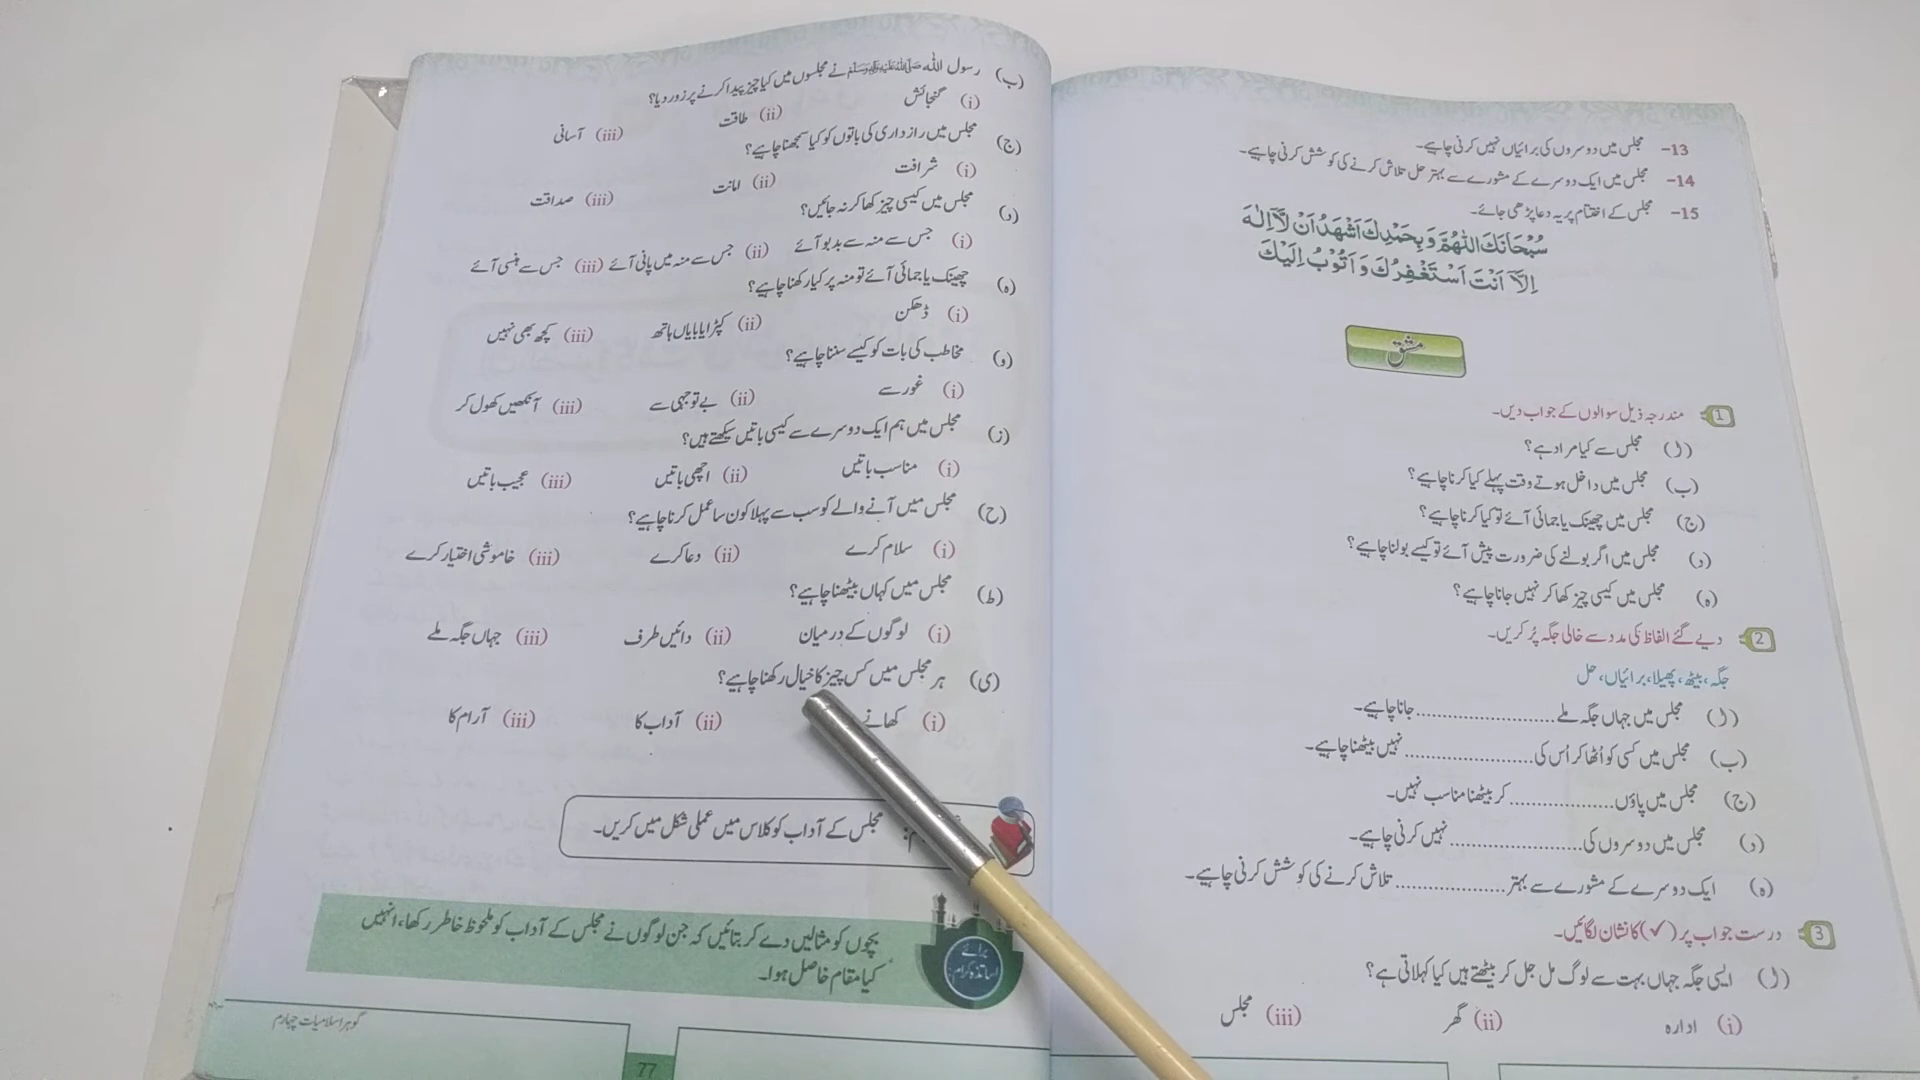 13- مجلس میں دوسروں کی برائیاں نہیں کرنی چاہیے۔
14- مجلس میں ایک دوسرے کے مشورے سے بہتر حل تلاش کرنے کی کوشش کرنی چاہیے۔
15- مجلس کے اختتام پر یہ دعا پڑھی جائے۔
سُبْحَانَكَ اللّٰهُمَّ وَبِحَمْدِكَ اَشْهَدُ اَنْ لَّا اِلٰهَ
اِلَّا اَنْتَ اَسْتَغْفِرُكَ وَاَتُوْبُ اِلَيْكَ
مشق
1 مندرجہ ذیل سوالوں کے جواب دیں۔
(ا) مجلس سے کیا مراد ہے؟
(ب) مجلس میں داخل ہوتے وقت پہلے کیا کرنا چاہیے؟
(ج) مجلس میں چھینک یا جمائی آئے تو کیا کرنا چاہیے؟
(د) مجلس میں اگر بولنے کی ضرورت پیش آئے تو کیسے بولنا چاہیے؟
(ہ) مجلس میں کیسی چیز کھا کر نہیں جانا چاہیے؟
2 دیے گئے الفاظ کی مدد سے خالی جگہ پُر کریں۔
جگہ، بیٹھ، پھیلا، برائیاں، حل
(ا) مجلس میں جہاں جگہ ملے ........................ جانا چاہیے۔
(ب) مجلس میں کسی کو اُٹھا کر اُس کی ........................ نہیں بیٹھنا چاہیے۔
(ج) مجلس میں پاؤں ........................ کر بیٹھنا مناسب نہیں۔
(د) مجلس میں دوسروں کی ........................ نہیں کرنی چاہیے۔
(ہ) ایک دوسرے کے مشورے سے بہتر ........................ تلاش کرنے کی کوشش کرنی چاہیے۔
3 درست جواب پر (✓) کا نشان لگائیں۔
(ا) ایسی جگہ جہاں بہت سے لوگ مل جل کر بیٹھتے ہیں کیا کہلاتی ہے؟
(i) ادارہ (ii) گھر (iii) مجلس
(ب) رسول اللہ ﷺ نے مجلسوں میں کیا چیز پیدا کرنے پر زور دیا؟
(i) گنجائش (ii) طاقت (iii) آسانی
(ج) مجلس میں راز داری کی باتوں کو کیا سمجھنا چاہیے؟
(i) شرافت (ii) امانت (iii) صداقت
(د) مجلس میں کیسی چیز کھا کر نہ جائیں؟
(i) جس سے منہ سے بدبو آئے (ii) جس سے منہ میں پانی آئے (iii) جس سے ہنسی آئے
(ہ) چھینک یا جمائی آئے تو منہ پر کیا رکھنا چاہیے؟
(i) ڈھکن (ii) کپڑا یا بایاں ہاتھ (iii) کچھ بھی نہیں
(و) مخاطب کی بات کو کیسے سننا چاہیے؟
(i) غور سے (ii) بے توجہی سے (iii) آنکھیں کھول کر
(ز) مجلس میں ہم ایک دوسرے سے کیسی باتیں سیکھتے ہیں؟
(i) مناسب باتیں (ii) اچھی باتیں (iii) عجیب باتیں
(ح) مجلس میں آنے والے کو سب سے پہلا کون سا عمل کرنا چاہیے؟
(i) سلام کرے (ii) دعا کرے (iii) خاموشی اختیار کرے
(ط) مجلس میں کہاں بیٹھنا چاہیے؟
(i) لوگوں کے درمیان (ii) دائیں طرف (iii) جہاں جگہ ملے
(ی) ہر مجلس میں کس چیز کا خیال رکھنا چاہیے؟
(i) کھانے (ii) آداب کا (iii) آرام کا
مجلس کے آداب کو کلاس میں عملی شکل میں کریں۔
برائے اساتذہ کرام:
بچوں کو مثالیں دے کر بتائیں کہ جن لوگوں نے مجلس کے آداب کو ملحوظ خاطر رکھا، انہیں
کیا مقام حاصل ہوا۔
گوہر اسلامیات چہارم
77